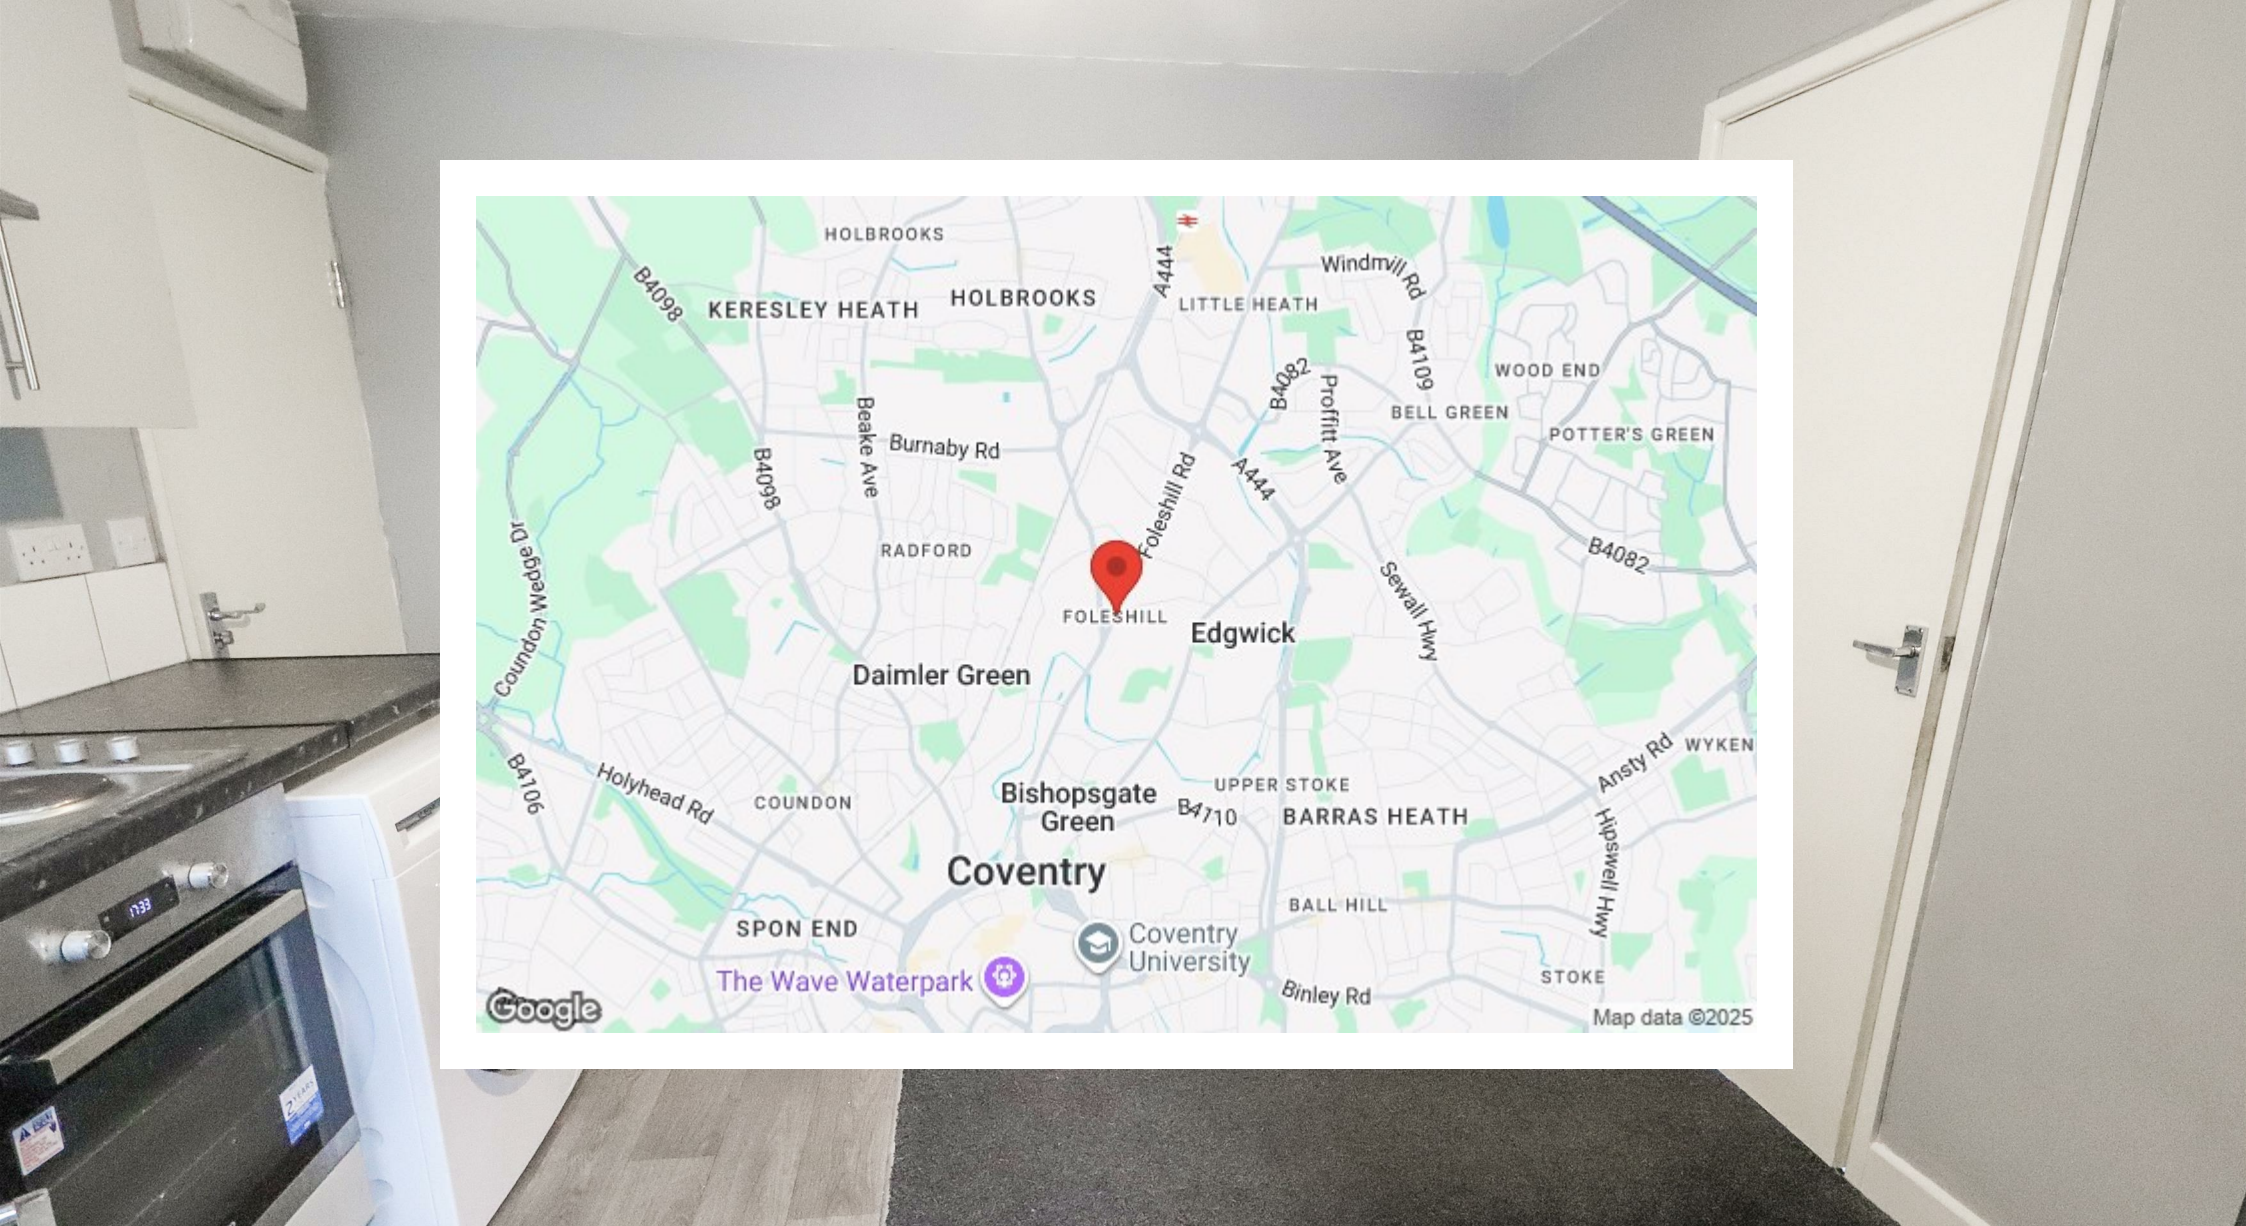 HOLBROOKS
A444
Windmill Rd
B4098
KERESLEY HEATH
HOLBROOKS
LITTLE HEATH
B4109
B4082
WOOD END
Proffitt Ave
BELL GREEN
Beake Ave
Burnaby Rd
POTTER'S GREEN
B4098
Foleshill Rd
A444
RADFORD
B4082
Coundon Wedge Dr
Sewall Hwy
FOLESHILL
Edgwick
Daimler Green
Ansty Rd
WYKEN
B4106
Holyhead Rd
COUNDON
Bishopsgate
Green
B4710
UPPER STOKE
BARRAS HEATH
Hipswell Hwy
Coventry
SPON END
BALL HILL
Coventry
University
The Wave Waterpark
Binley Rd
STOKE
Google
Map data ©2025
17:33
2 YEARS